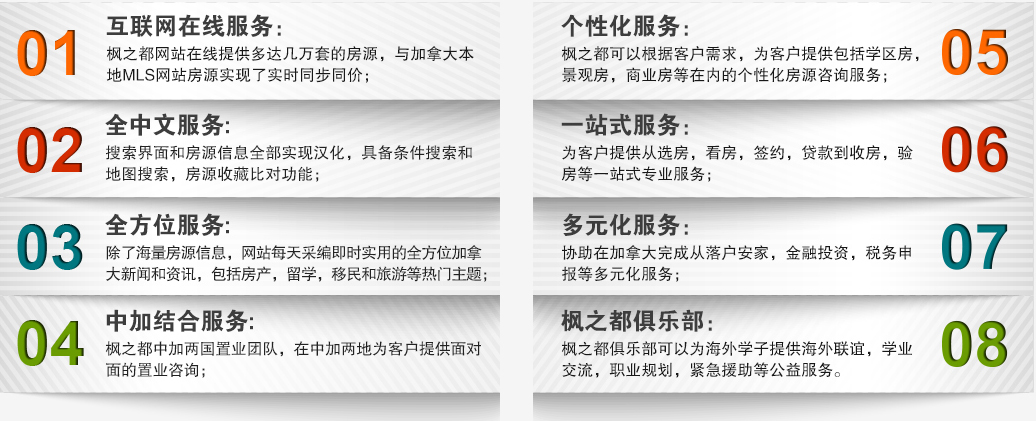 01
互联网在线服务：
枫之都网站在线提供多达几万套的房源，与加拿大本
地MLS网站房源实现了实时同步同价；
02
全中文服务：
搜索界面和房源信息全部实现汉化，具备条件搜索和
地图搜索，房源收藏比对功能；
03
全方位服务：
除了海量房源信息，网站每天采编即时实用的全方位加拿
大新闻和资讯，包括房产，留学，移民和旅游等热门主题；
04
中加结合服务：
枫之都中加两国置业团队，在中加两地为客户提供面对
面的置业咨询；
个性化服务：
枫之都可以根据客户需求，为客户提供包括学区房，
景观房，商业房等在内的个性化房源咨询服务；
05
一站式服务：
为客户提供从选房，看房，签约，贷款到收房，验
房等一站式专业服务；
06
多元化服务：
协助在加拿大完成从落户安家，金融投资，税务申
报等多元化服务；
07
枫之都俱乐部：
枫之都俱乐部可以为海外学子提供海外联谊，学业
交流，职业规划，紧急援助等公益服务。
08